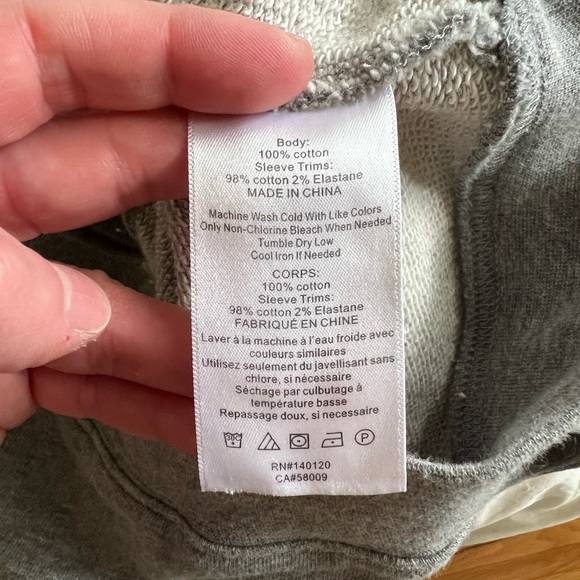 Body:
100% cotton
Sleeve Trims:
98% cotton 2% Elastane
MADE IN CHINA
Machine Wash Cold With Like Colors
Only Non-Chlorine Bleach When Needed
Tumble Dry Low
Cool Iron If Needed
CORPS:
100% cotton
Sleeve Trims:
98% cotton 2% Elastane
FABRIQUÉ EN CHINE
Laver à la machine à l'eau froide avec
couleurs similaires
Utilisez seulement du javellisant sans
chlore, si nécessaire
Séchage par culbutage à
température basse
Repassage doux, si nécessaire
P
RN#140120
CA#58009